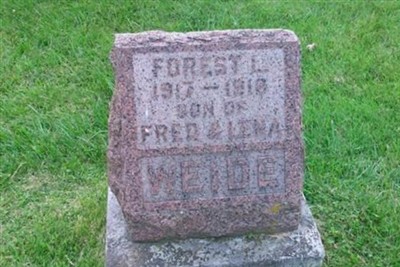 FOREST L.
1917 — 1918
SON OF
FRED & LENA
WEIDE